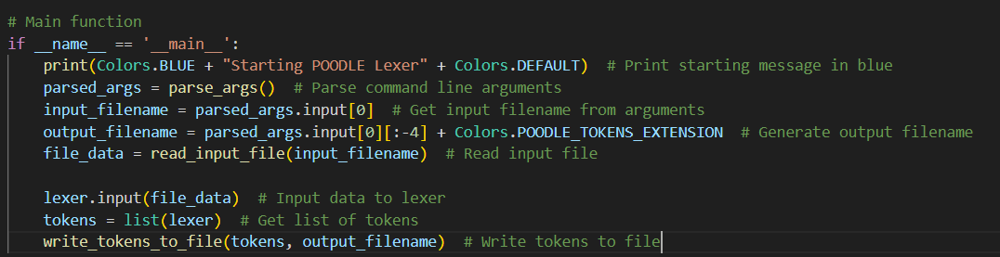 # Main function
if __name__ == '__main__':
    print(Colors.BLUE + "Starting POODLE Lexer" + Colors.DEFAULT)  # Print starting message in blue
    parsed_args = parse_args()  # Parse command line arguments
    input_filename = parsed_args.input[0]  # Get input filename from arguments
    output_filename = parsed_args.input[0][:-4] + Colors.POODLE_TOKENS_EXTENSION  # Generate output filename
    file_data = read_input_file(input_filename)  # Read input file

    lexer.input(file_data)  # Input data to lexer
    tokens = list(lexer)  # Get list of tokens
    write_tokens_to_file(tokens, output_filename)  # Write tokens to file